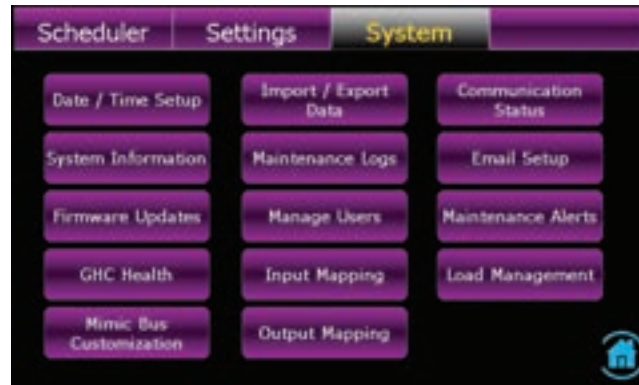 Scheduler Settings System
Date / Time Setup
Import / Export
Data
Communication
Status
System Information
Maintenance Logs
Email Setup
Firmware Updates
Manage Users
Maintenance Alerts
GHC Health
Input Mapping
Load Management
Mimic Bus
Customization
Output Mapping